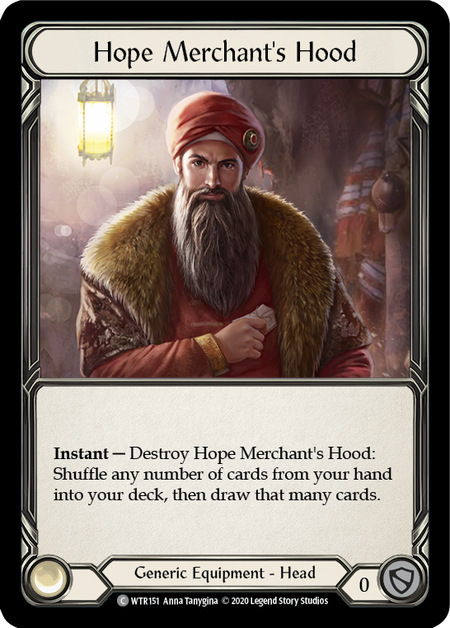 Hope Merchant's Hood
Instant — Destroy Hope Merchant's Hood:
Shuffle any number of cards from your hand
into your deck, then draw that many cards.
Generic Equipment - Head
0
C WTR151 Anna Tanygina © 2020 Legend Story Studios